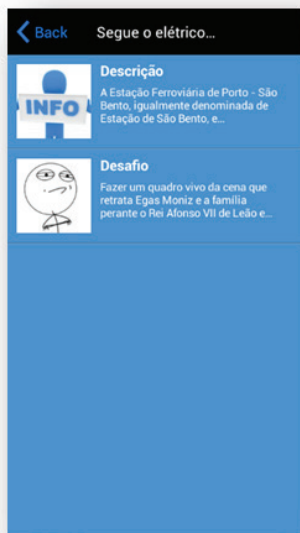 Back
Segue o elétrico...
INFO
Descrição
A Estação Ferroviária de Porto - São
Bento, igualmente denominada de
Estação de São Bento, e...
Desafio
Fazer um quadro vivo da cena que
retrata Egas Moniz e a família
perante o Rei Afonso VII de Leão e...